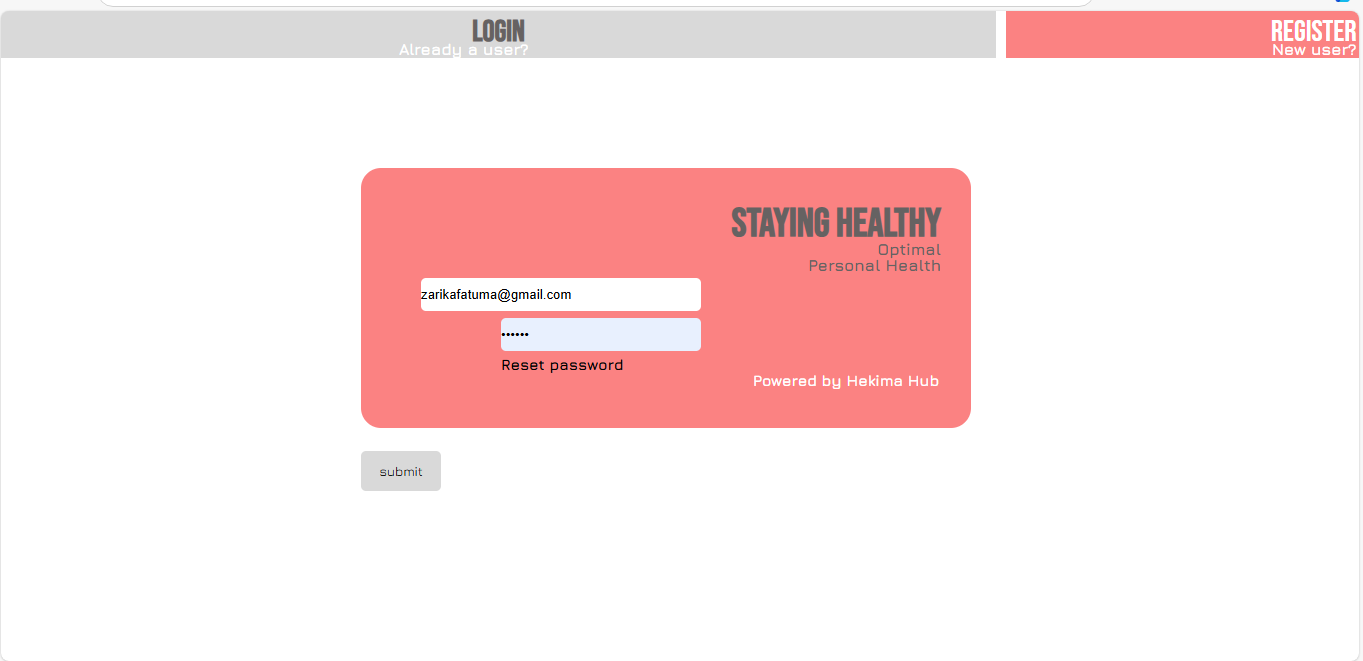 LOGIN
Already a user?
REGISTER
New user?
STAYING HEALTHY
Optimal
Personal Health
zarikafatuma@gmail.com
••••••
Reset password
Powered by Hekima Hub
submit